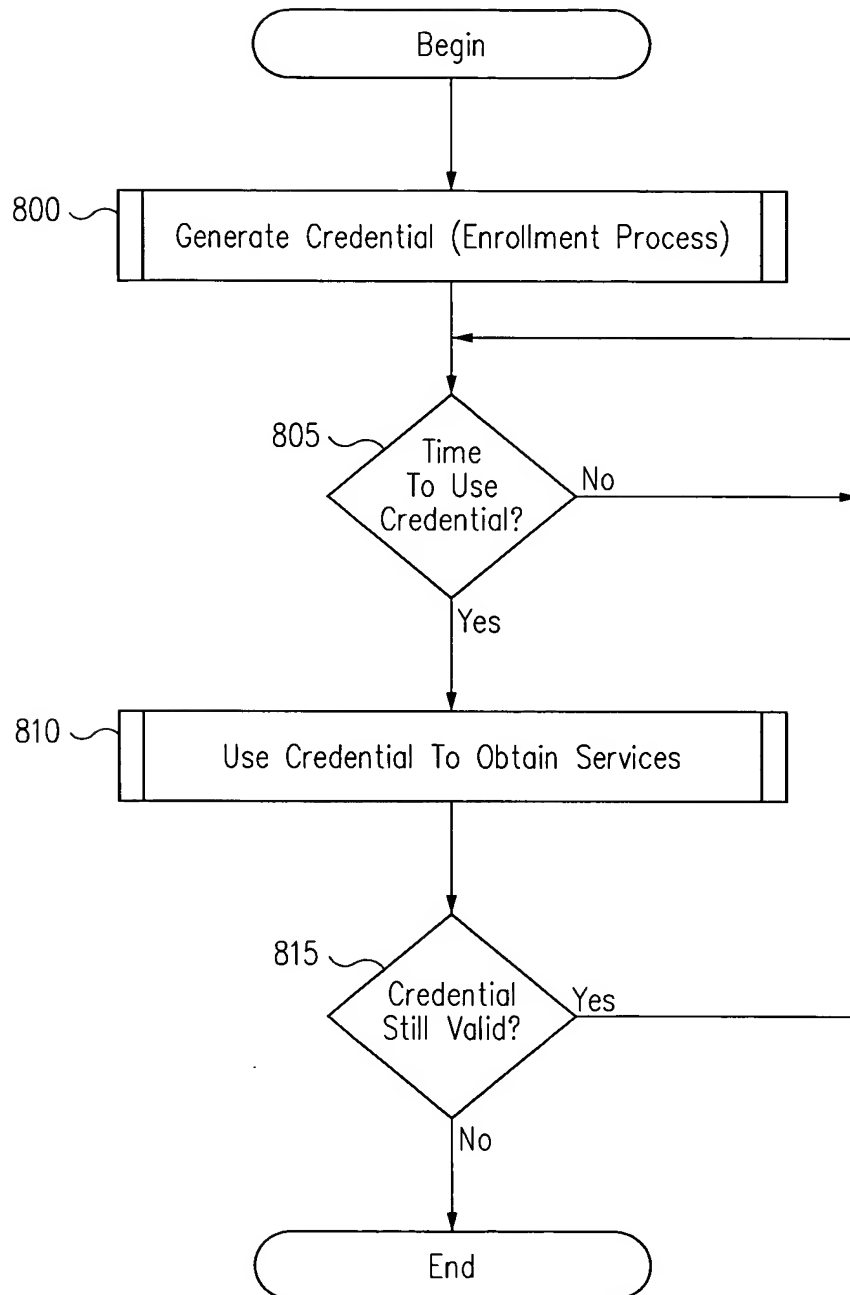 Begin
800
Generate Credential (Enrollment Process)
805
Time
To Use
Credential?
No
Yes
810
Use Credential To Obtain Services
815
Credential
Still Valid?
Yes
No
End